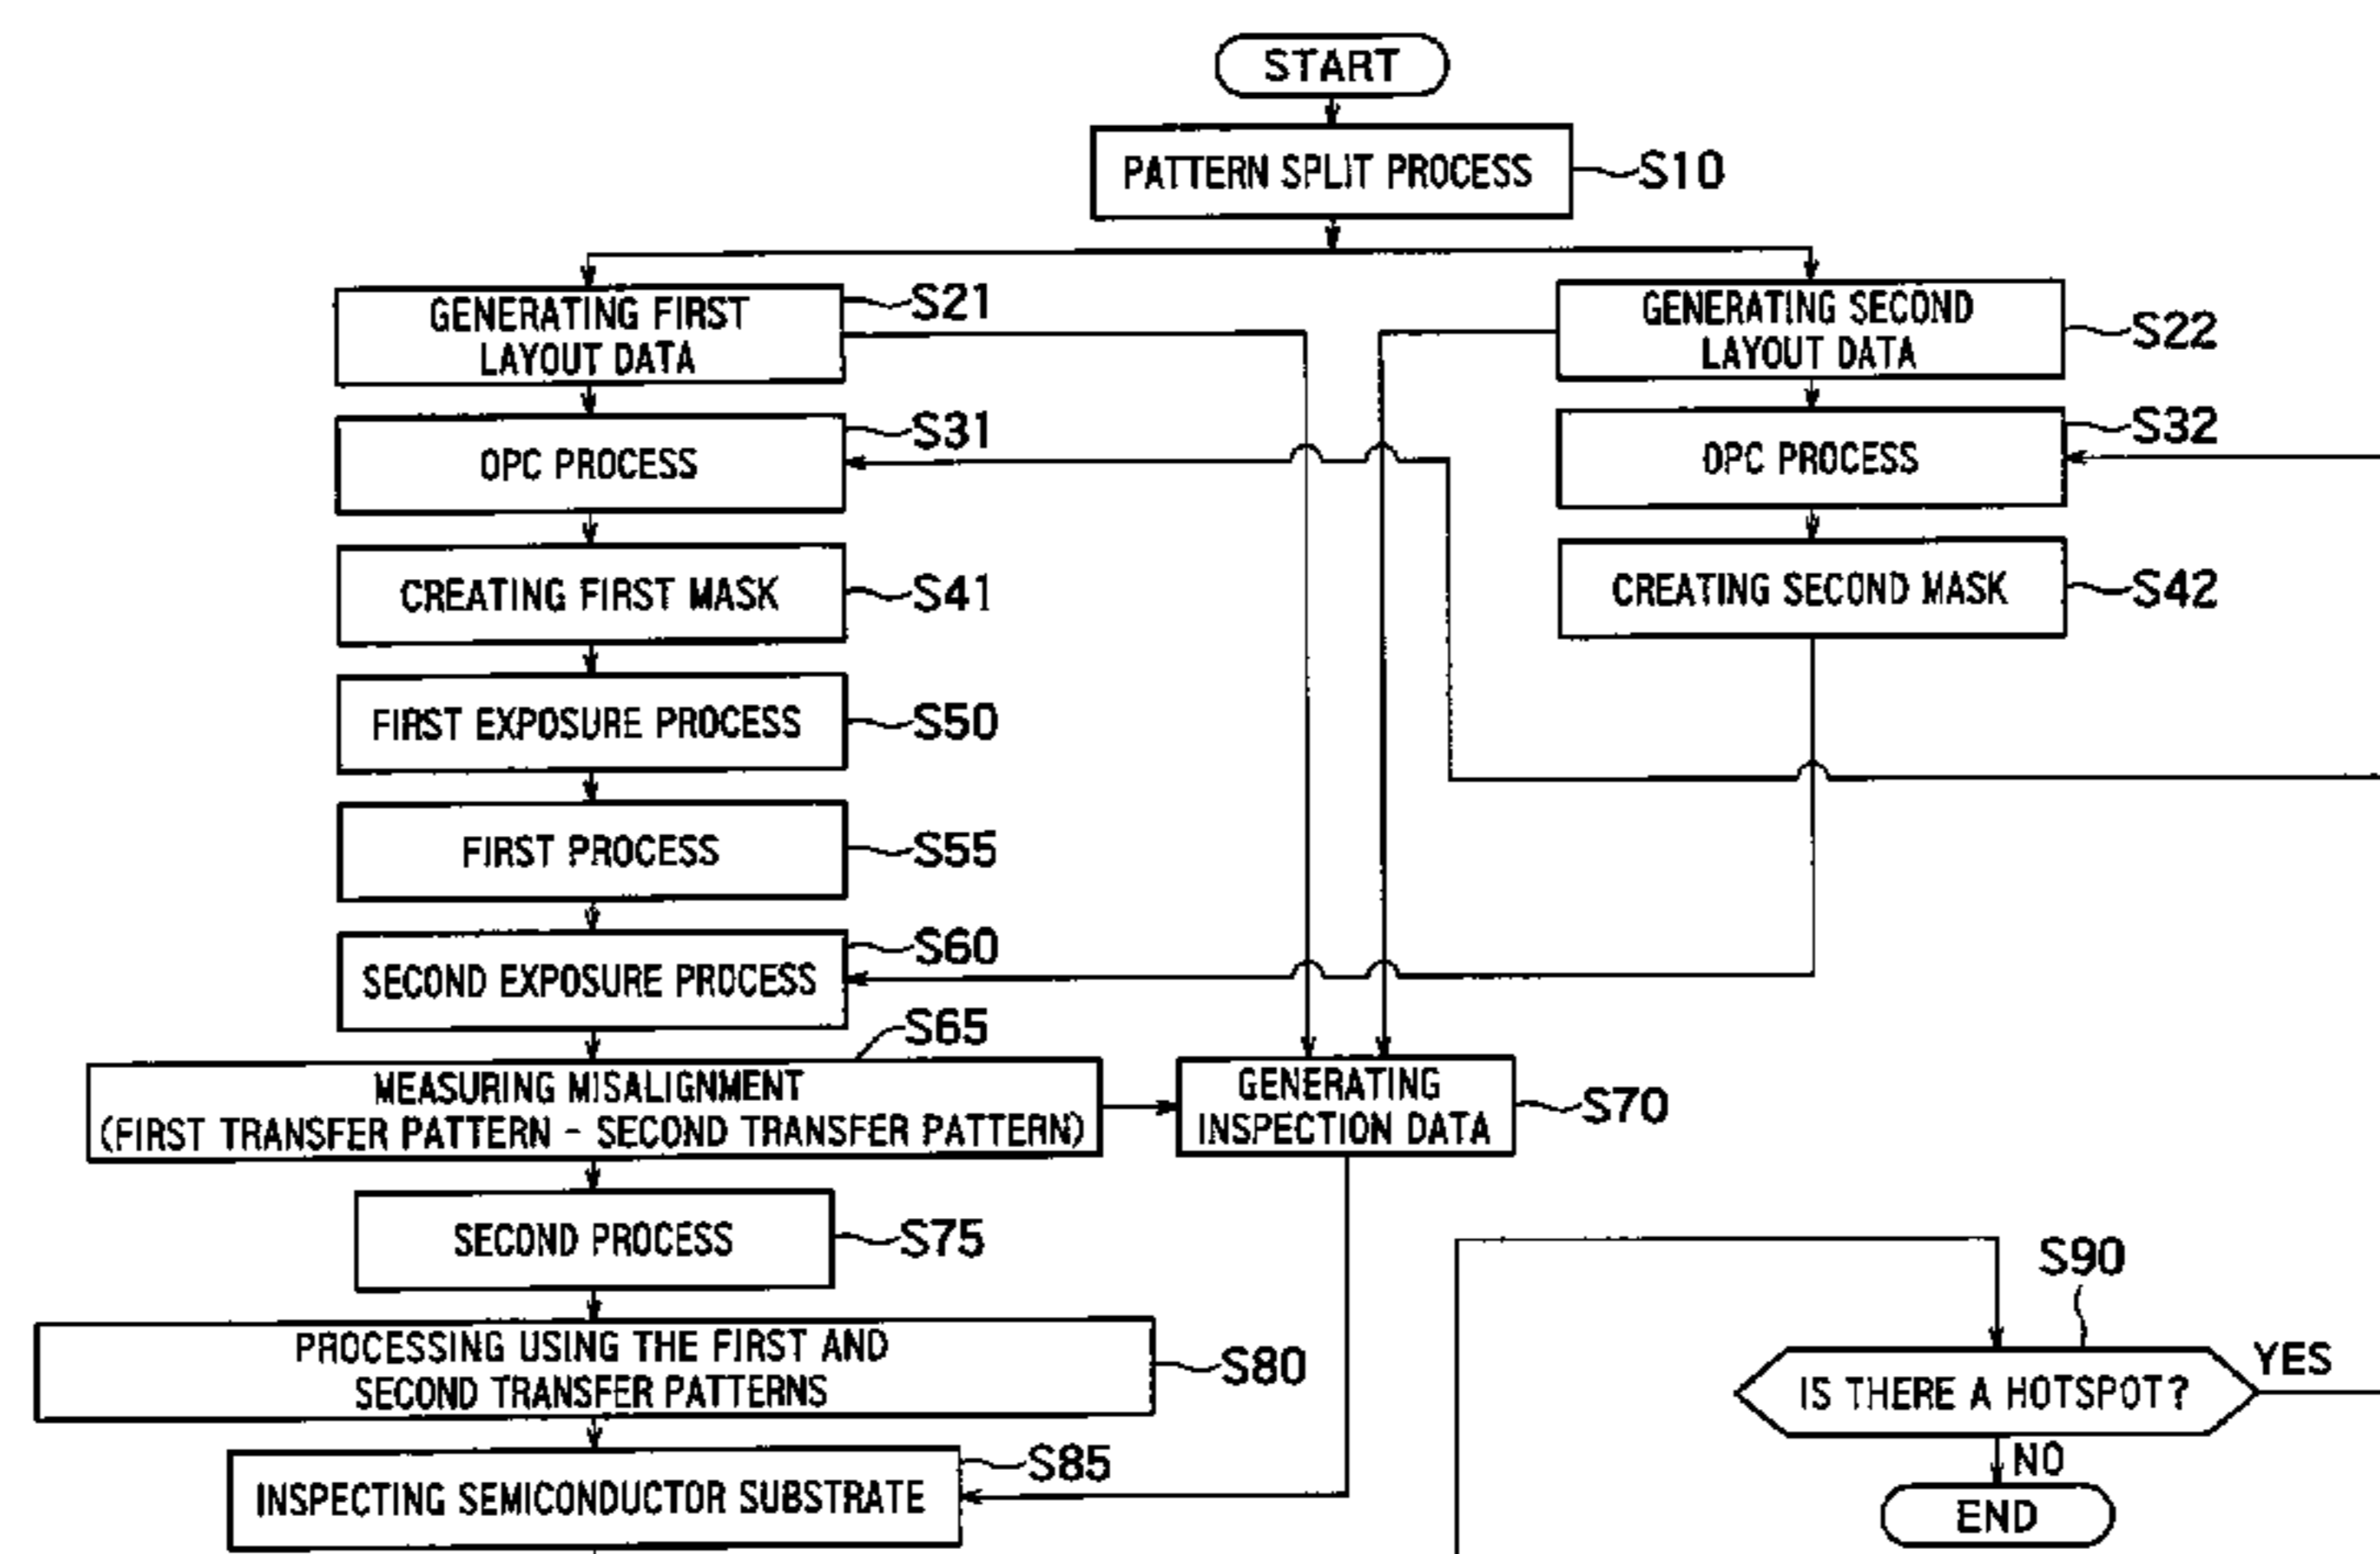 START
PATTERN SPLIT PROCESS
S10
GENERATING FIRST
LAYOUT DATA
S21
GENERATING SECOND
LAYOUT DATA
S22
OPC PROCESS
S31
OPC PROCESS
S32
CREATING FIRST MASK
S41
CREATING SECOND MASK
S42
FIRST EXPOSURE PROCESS
S50
FIRST PROCESS
S55
SECOND EXPOSURE PROCESS
S60
MEASURING MISALIGNMENT
(FIRST TRANSFER PATTERN - SECOND TRANSFER PATTERN)
S65
GENERATING
INSPECTION DATA
S70
SECOND PROCESS
S75
PROCESSING USING THE FIRST AND
SECOND TRANSFER PATTERNS
S80
INSPECTING SEMICONDUCTOR SUBSTRATE
S85
S90
IS THERE A HOTSPOT?
YES
NO
END